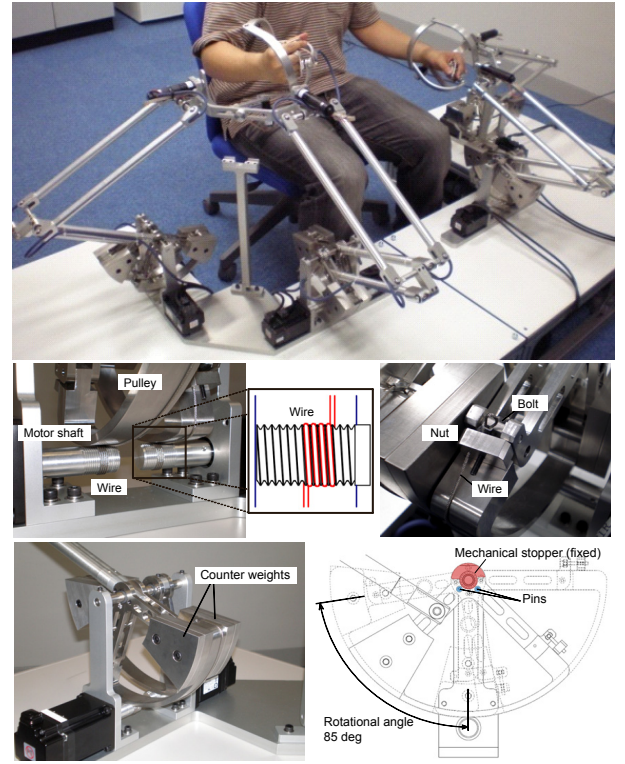 Pulley
Motor shaft
Wire
Wire
Bolt
Nut
Wire
Counter weights
Mechanical stopper (fixed)
Pins
Rotational angle
85 deg